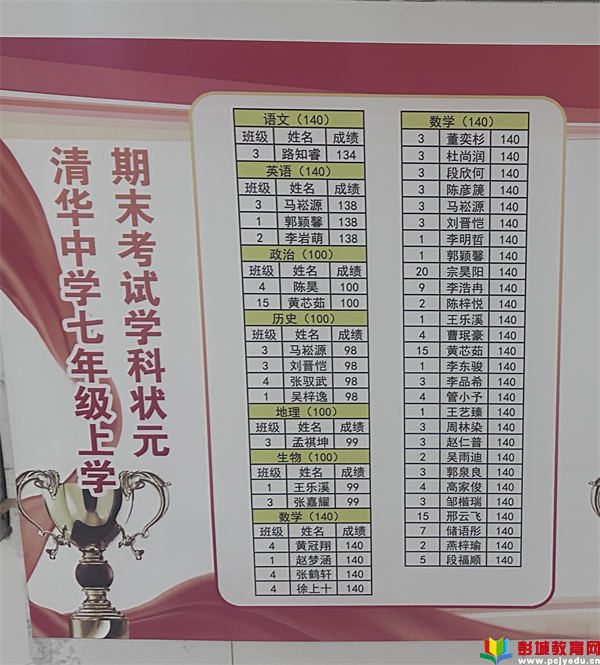 期末考试学科状元
清华中学七年级上学
语文（140）
班级 姓名 成绩
3 路知睿 134
英语（140）
班级 姓名 成绩
3 马崧源 138
1 郭颖馨 138
2 李岩萌 138
政治（100）
班级 姓名 成绩
4 陈昊 100
15 黄芯茹 100
历史（100）
班级 姓名 成绩
3 马崧源 98
3 刘晋恺 98
4 张驭武 98
1 吴梓逸 98
地理（100）
班级 姓名 成绩
3 孟祺坤 99
生物（100）
班级 姓名 成绩
1 王乐溪 99
3 张嘉耀 99
数学（140）
班级 姓名 成绩
4 黄冠翔 140
1 赵梦涵 140
4 张鹤轩 140
4 徐上十 140
数学（140）
3 董奕杉 140
3 杜尚润 140
3 段欣何 140
3 陈彦篪 140
3 马崧源 140
3 刘晋恺 140
1 李明哲 140
1 郭颖馨 140
20 宗昊阳 140
9 李浩冉 140
2 陈梓悦 140
1 王乐溪 140
4 曹珉豪 140
15 黄芯茹 140
1 李东骏 140
3 李品希 140
4 管小予 140
1 王艺臻 140
3 周林染 140
3 赵仁普 140
2 吴雨迪 140
3 郭泉良 140
4 高家俊 140
3 邹楷瑞 140
15 邢云飞 140
7 储语彤 140
2 燕梓瑜 140
5 段福顺 140
彭城教育网
www.pcjyedu.cn